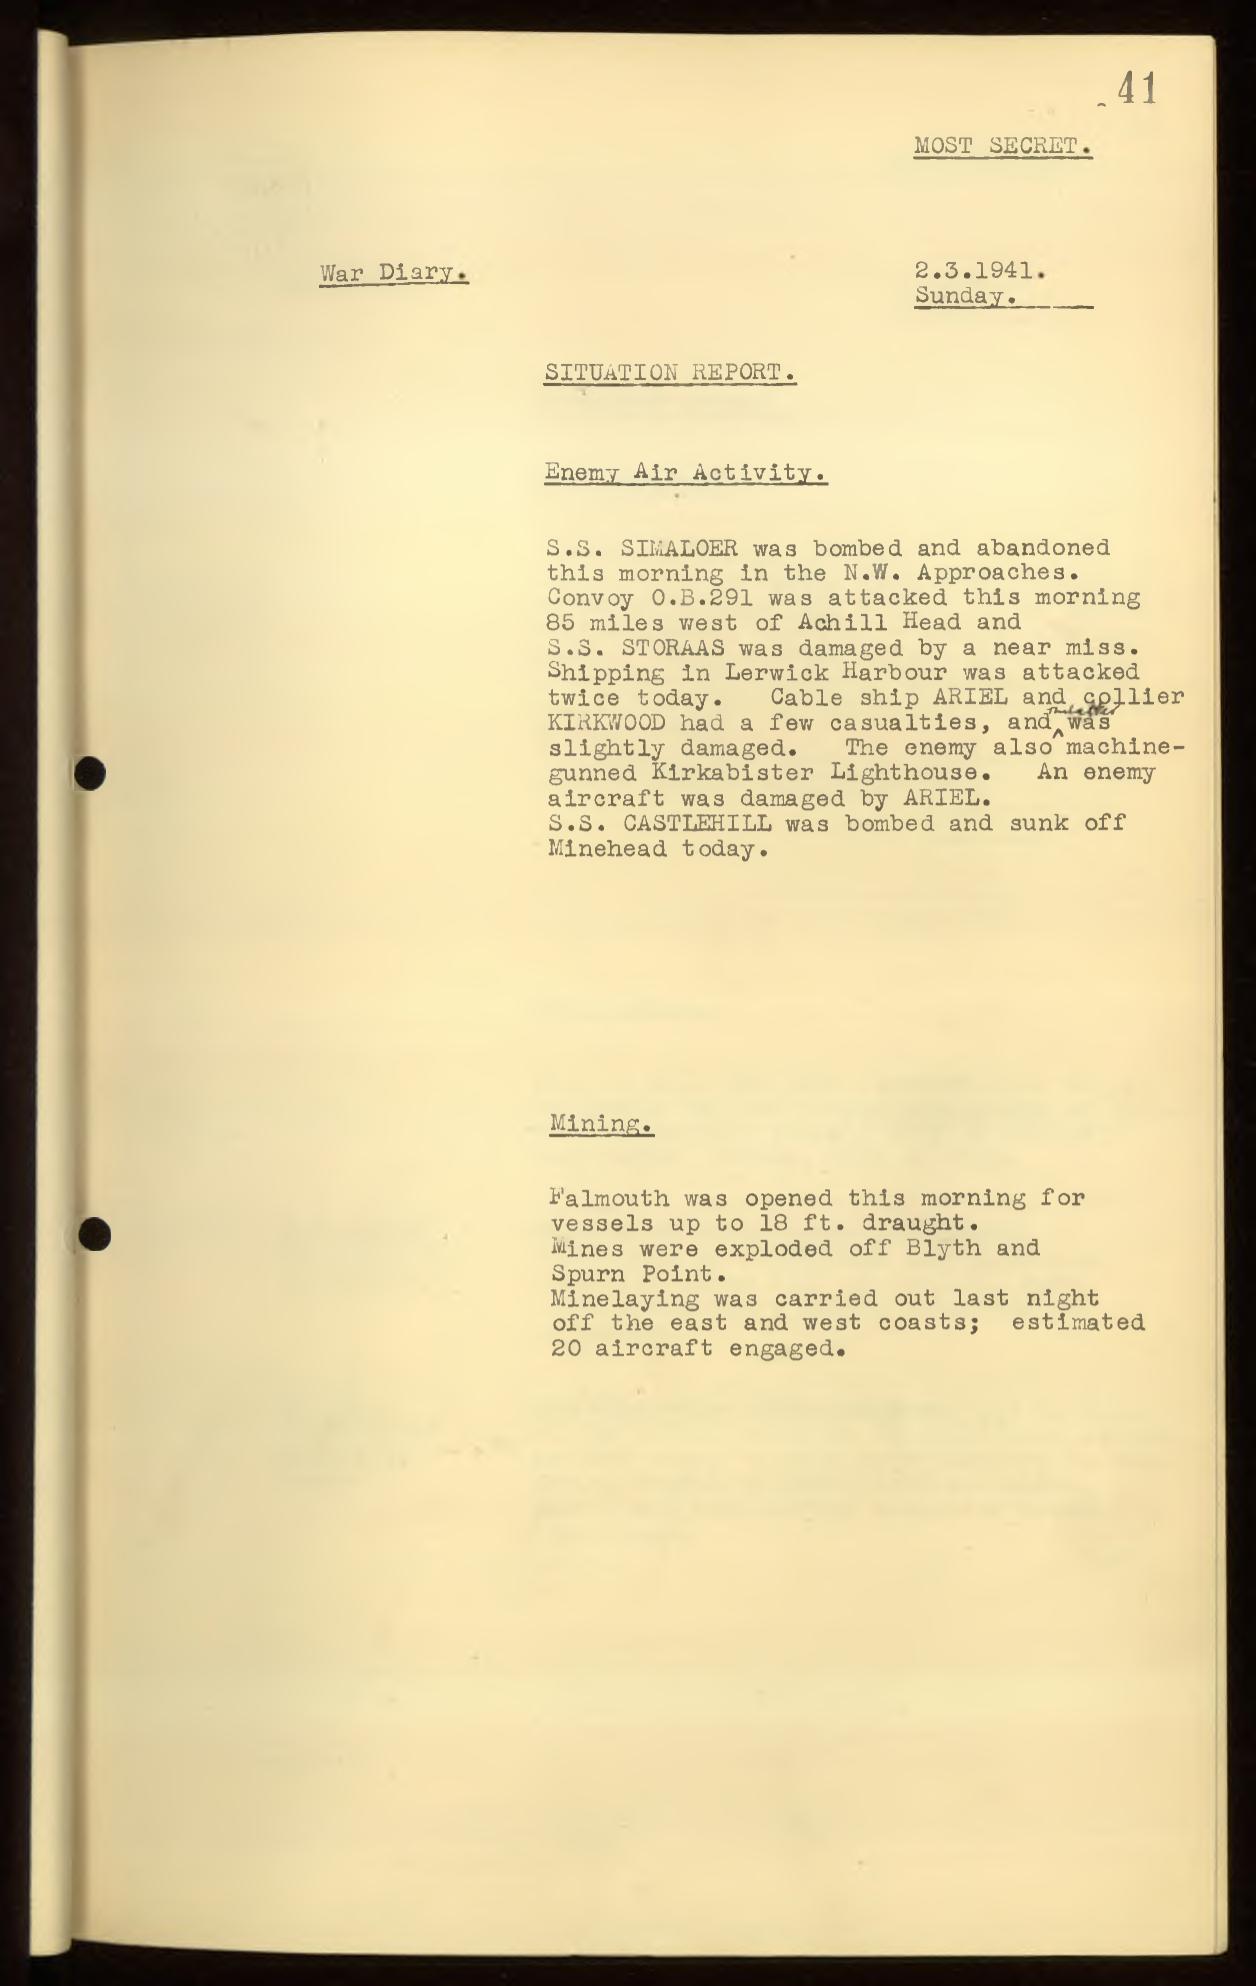 41
MOST SECRET.
War Diary.
2.3.1941.
Sunday.
SITUATION REPORT.
Enemy Air Activity.
S.S. SIMALOER was bombed and abandoned
this morning in the N.W. Approaches.
Convoy O.B.291 was attacked this morning
85 miles west of Achill Head and
S.S. STORAAS was damaged by a near miss.
Shipping in Lerwick Harbour was attacked
twice today. Cable ship ARIEL and collier
KIRKWOOD had a few casualties, and was
slightly damaged. The enemy also machine-
gunned Kirkabister Lighthouse. An enemy
aircraft was damaged by ARIEL.
S.S. CASTLEHILL was bombed and sunk off
Minehead today.
Mining.
Falmouth was opened this morning for
vessels up to 18 ft. draught.
Mines were exploded off Blyth and
Spurn Point.
Minelaying was carried out last night
off the east and west coasts; estimated
20 aircraft engaged.